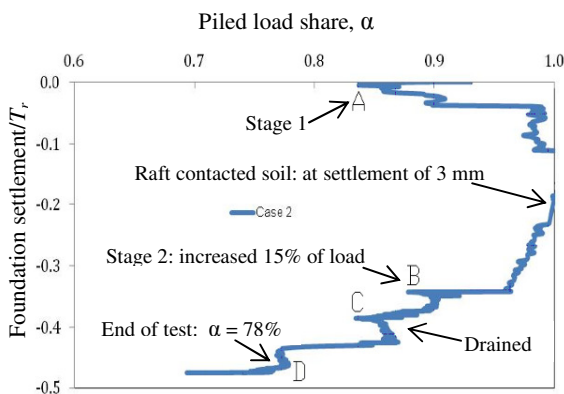 Piled load share, α
0.6 0.7 0.8 0.9 1.0
0.0
A
Stage 1
-0.1
Raft contacted soil: at settlement of 3 mm
-0.2
Case 2
Stage 2: increased 15% of load
B
-0.3
C
End of test: α = 78%
-0.4
Drained
D
-0.5
Foundation settlement/Tr